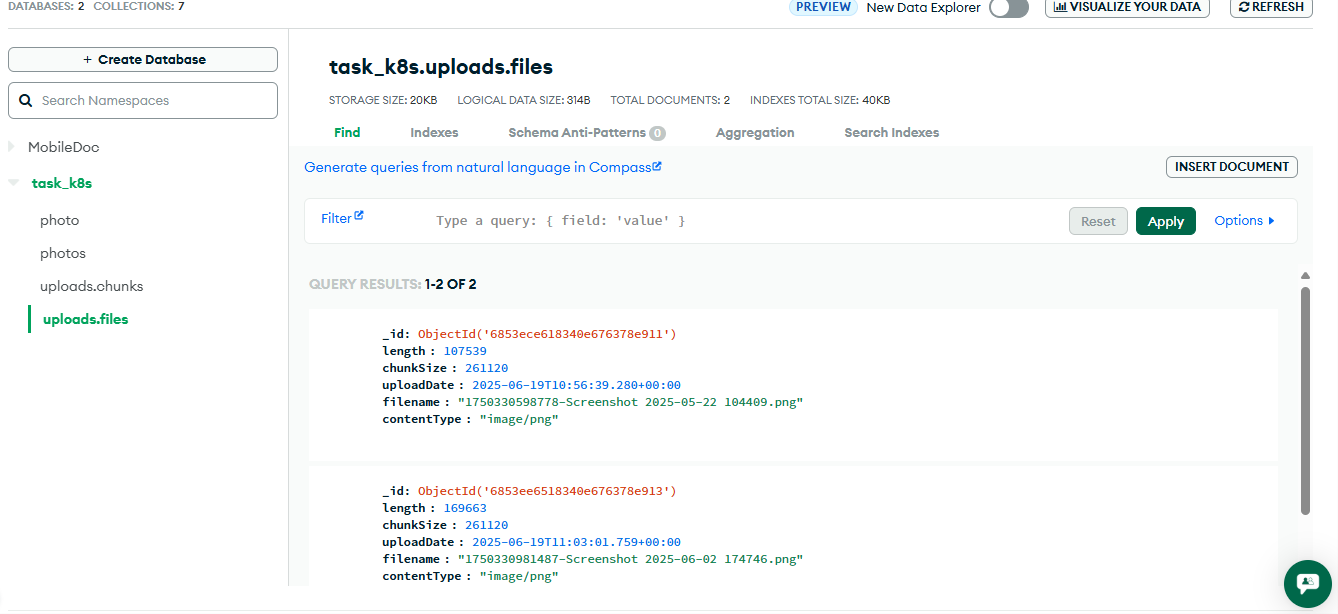 DATABASES: 2 COLLECTIONS: 7
PREVIEW New Data Explorer VISUALIZE YOUR DATA REFRESH
+ Create Database
Search Namespaces
MobileDoc
task_k8s
photo
photos
uploads.chunks
uploads.files
task_k8s.uploads.files
STORAGE SIZE: 20KB LOGICAL DATA SIZE: 314B TOTAL DOCUMENTS: 2 INDEXES TOTAL SIZE: 40KB
Find Indexes Schema Anti-Patterns 0 Aggregation Search Indexes
Generate queries from natural language in Compass
INSERT DOCUMENT
Filter Type a query: { field: 'value' } Reset Apply Options
QUERY RESULTS: 1-2 OF 2
_id: ObjectId('6853ece618340e676378e911')
length : 107539
chunkSize : 261120
uploadDate : 2025-06-19T10:56:39.280+00:00
filename : "1750330598778-Screenshot 2025-05-22 104409.png"
contentType : "image/png"
_id: ObjectId('6853ee6518340e676378e913')
length : 169663
chunkSize : 261120
uploadDate : 2025-06-19T11:03:01.759+00:00
filename : "1750330981487-Screenshot 2025-06-02 174746.png"
contentType : "image/png"